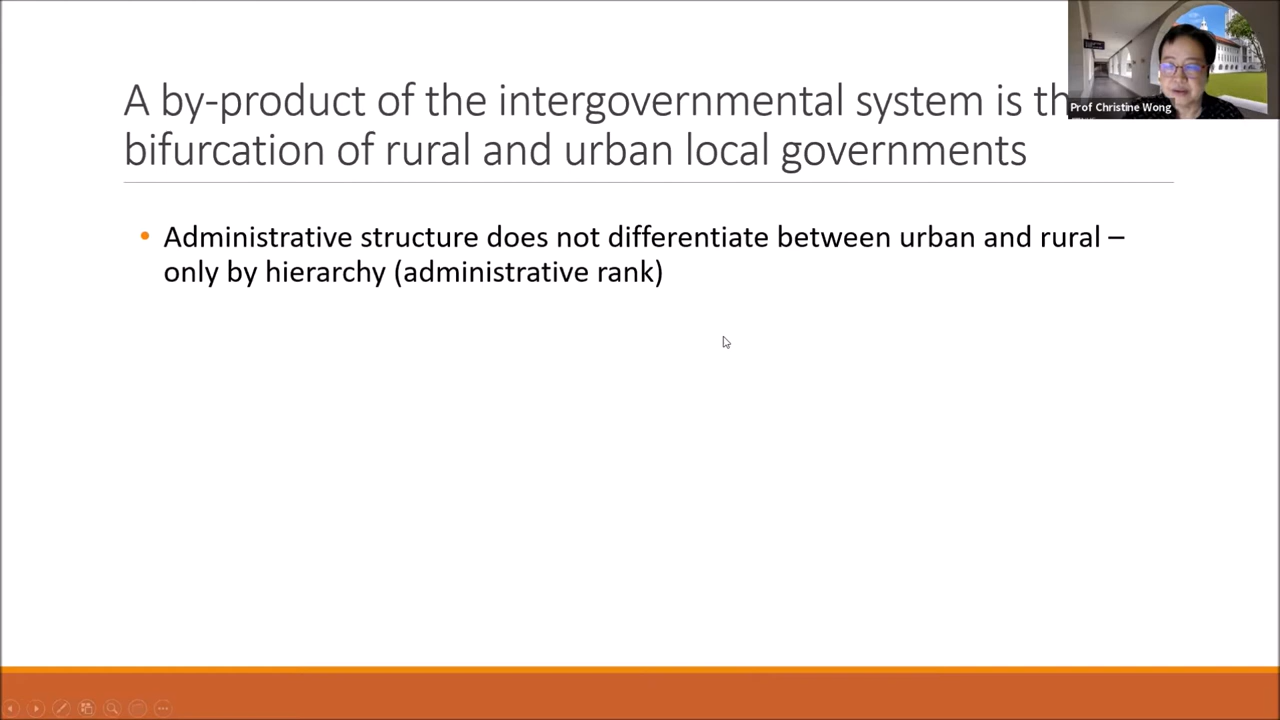 A by-product of the intergovernmental system is th
bifurcation of rural and urban local governments
Prof Christine Wong
• Administrative structure does not differentiate between urban and rural –
only by hierarchy (administrative rank)